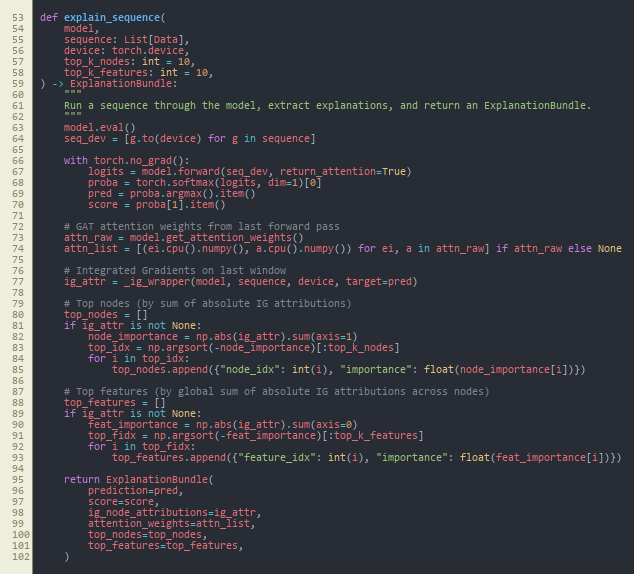 53 def explain_sequence(
54     model,
55     sequence: List[Data],
56     device: torch.device,
57     top_k_nodes: int = 10,
58     top_k_features: int = 10,
59 ) -> ExplanationBundle:
60     """
61     Run a sequence through the model, extract explanations, and return an ExplanationBundle.
62     """
63     model.eval()
64     seq_dev = [g.to(device) for g in sequence]
65
66     with torch.no_grad():
67         logits = model.forward(seq_dev, return_attention=True)
68         proba = torch.softmax(logits, dim=1)[0]
69         pred = proba.argmax().item()
70         score = proba[1].item()
71
72     # GAT attention weights from last forward pass
73     attn_raw = model.get_attention_weights()
74     attn_list = [(ei.cpu().numpy(), a.cpu().numpy()) for ei, a in attn_raw] if attn_raw else None
75
76     # Integrated Gradients on last window
77     ig_attr = _ig_wrapper(model, sequence, device, target=pred)
78
79     # Top nodes (by sum of absolute IG attributions)
80     top_nodes = []
81     if ig_attr is not None:
82         node_importance = np.abs(ig_attr).sum(axis=1)
83         top_idx = np.argsort(-node_importance)[:top_k_nodes]
84         for i in top_idx:
85             top_nodes.append({"node_idx": int(i), "importance": float(node_importance[i])})
86
87     # Top features (by global sum of absolute IG attributions across nodes)
88     top_features = []
89     if ig_attr is not None:
90         feat_importance = np.abs(ig_attr).sum(axis=0)
91         top_fidx = np.argsort(-feat_importance)[:top_k_features]
92         for i in top_fidx:
93             top_features.append({"feature_idx": int(i), "importance": float(feat_importance[i])})
94
95     return ExplanationBundle(
96         prediction=pred,
97         score=score,
98         ig_node_attributions=ig_attr,
99         attention_weights=attn_list,
100         top_nodes=top_nodes,
101         top_features=top_features,
102     )